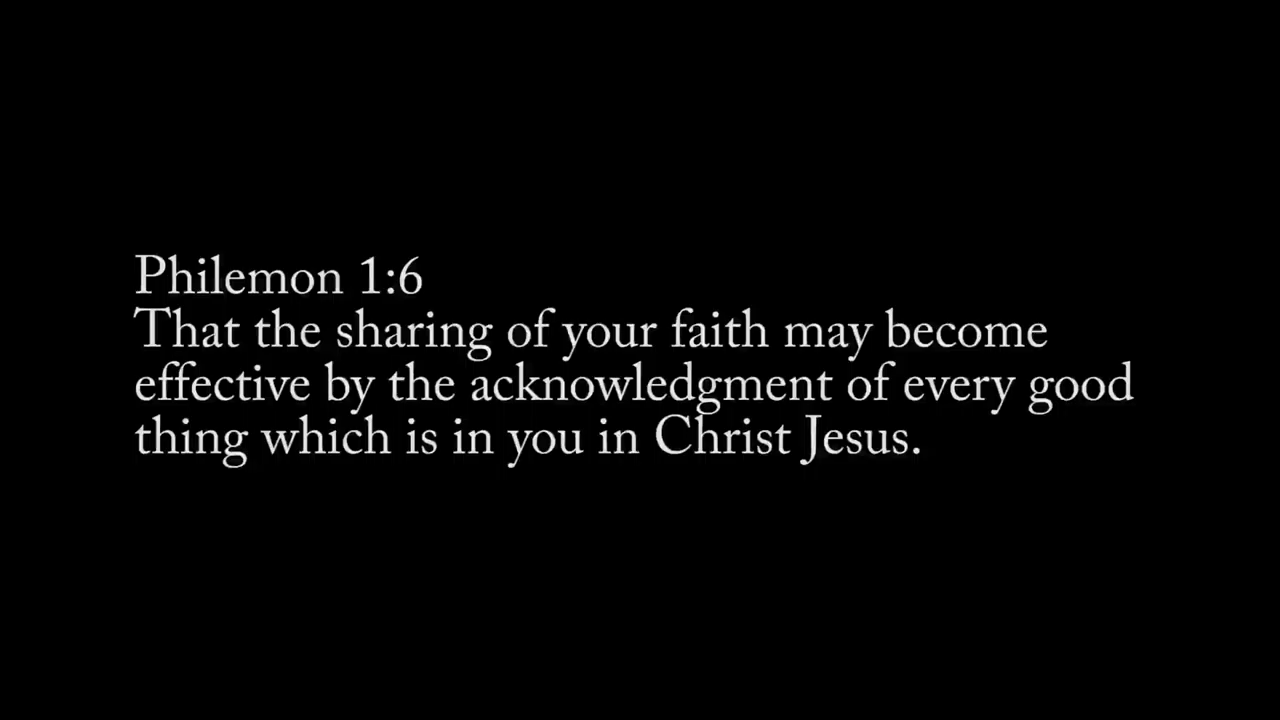 Philemon 1:6
That the sharing of your faith may become
effective by the acknowledgment of every good
thing which is in you in Christ Jesus.